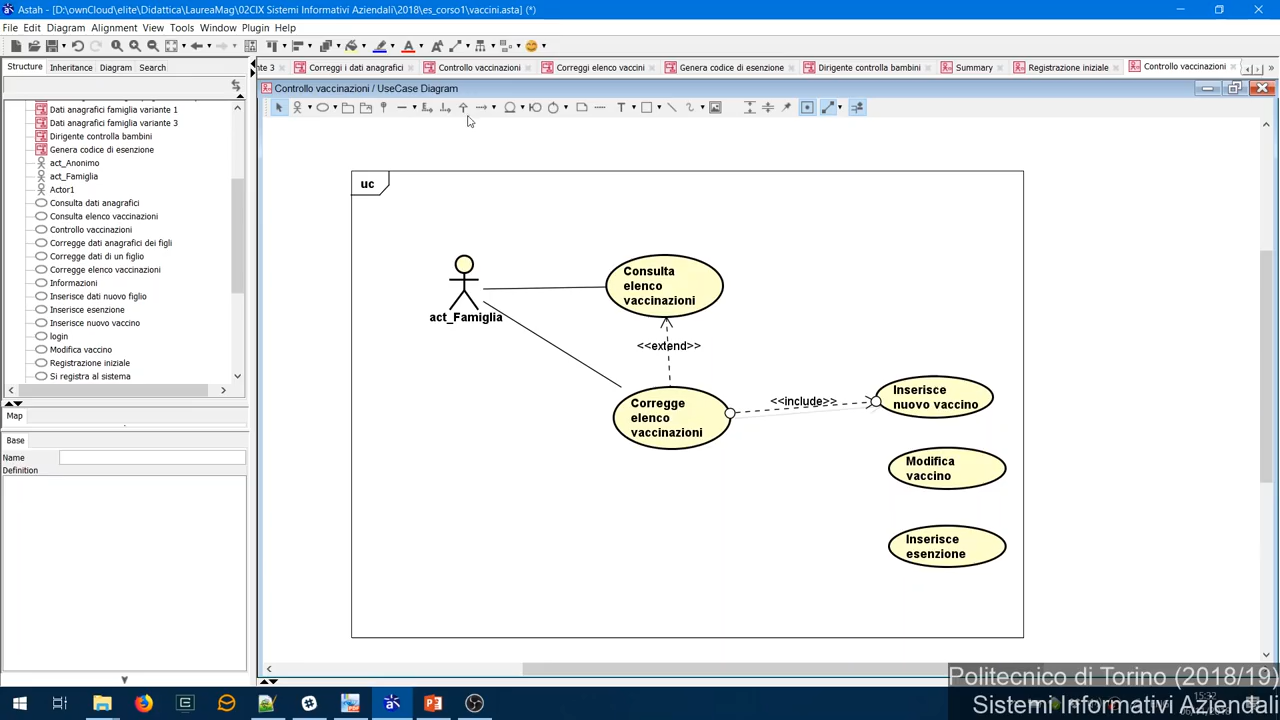 Astah - [D:\ownCloud\elite\Didattica\LaureaMag\02CIX Sistemi Informativi Aziendali\2018\es_corso1\vaccini.asta] (*)
File Edit Diagram Alignment View Tools Window Plugin Help
Structure Inheritance Diagram Search
nte 3 Correggi i dati anagrafici Controllo vaccinazioni Correggi elenco vaccini Genera codice di esenzione Dirigente controlla bambini Summary Registrazione iniziale Controllo vaccinazioni
Controllo vaccinazioni / UseCase Diagram
Dati anagrafici famiglia variante 1
Dati anagrafici famiglia variante 3
Dirigente controlla bambini
Genera codice di esenzione
act_Anonimo
act_Famiglia
Actor1
Consulta dati anagrafici
Consulta elenco vaccinazioni
Controllo vaccinazioni
Corregge dati anagrafici dei figli
Corregge dati di un figlio
Corregge elenco vaccinazioni
Informazioni
Inserisce dati nuovo figlio
Inserisce esenzione
Inserisce nuovo vaccino
login
Modifica vaccino
Registrazione iniziale
Si registra al sistema
Map
Base
Name
Definition
uc
act_Famiglia
Consulta
elenco
vaccinazioni
<<extend>>
Corregge
elenco
vaccinazioni
<<include>>
Inserisce
nuovo vaccino
Modifica
vaccino
Inserisce
esenzione
Politecnico di Torino (2018/19)
Sistemi Informativi Aziendali
15:32